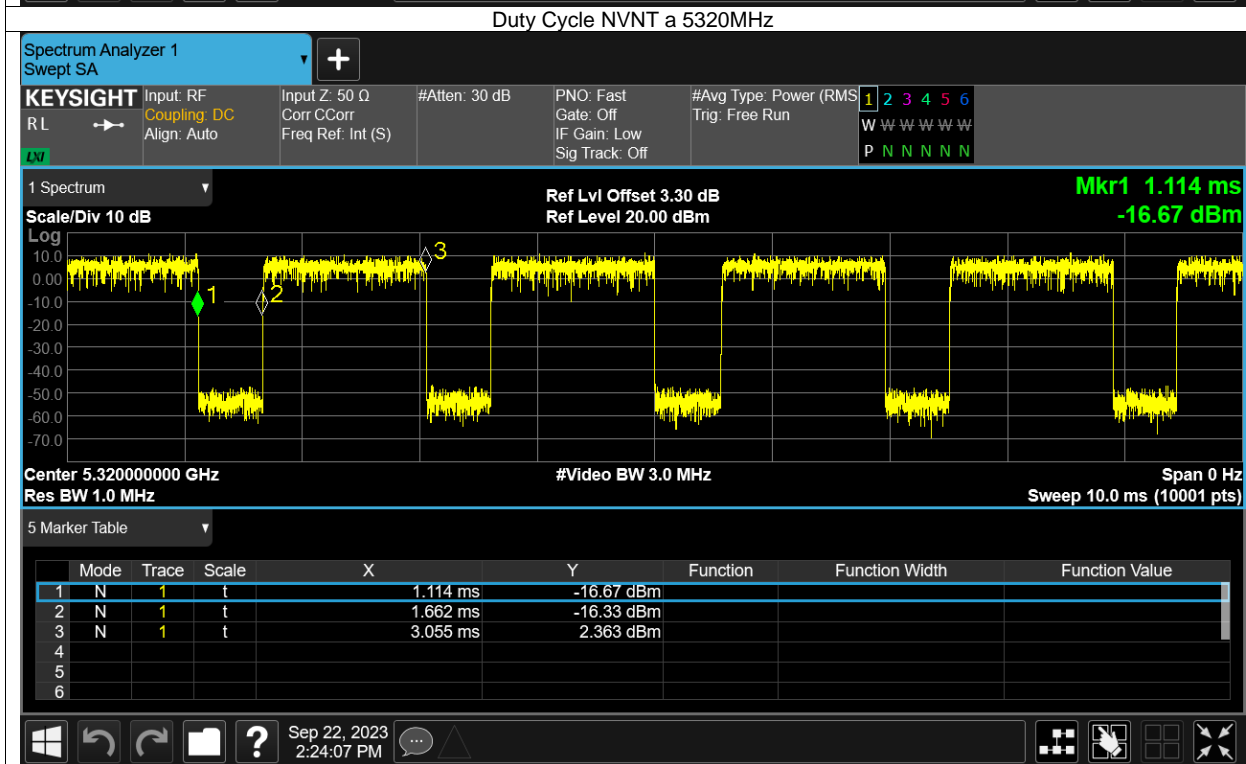 Duty Cycle NVNT a 5320MHz
Spectrum Analyzer 1
Swept SA
+
KEYSIGHT Input: RF Input Z: 50 Ω #Atten: 30 dB PNO: Fast #Avg Type: Power (RMS 1 2 3 4 5 6
R L Coupling: DC Corr CCorr Gate: Off Trig: Free Run W W W W W W
Align: Auto Freq Ref: Int (S) IF Gain: Low
LXI Sig Track: Off P N N N N N
1 Spectrum Ref Lvl Offset 3.30 dB Mkr1 1.114 ms
Scale/Div 10 dB Ref Level 20.00 dBm -16.67 dBm
Log
10.0
0.00
-10.0
-20.0
-30.0
-40.0
-50.0
-60.0
-70.0
1
2
3
Center 5.320000000 GHz #Video BW 3.0 MHz Span 0 Hz
Res BW 1.0 MHz Sweep 10.0 ms (10001 pts)
5 Marker Table
Mode Trace Scale X Y Function Function Width Function Value
1 N 1 t 1.114 ms -16.67 dBm
2 N 1 t 1.662 ms -16.33 dBm
3 N 1 t 3.055 ms 2.363 dBm
4
5
6
? Sep 22, 2023
2:24:07 PM